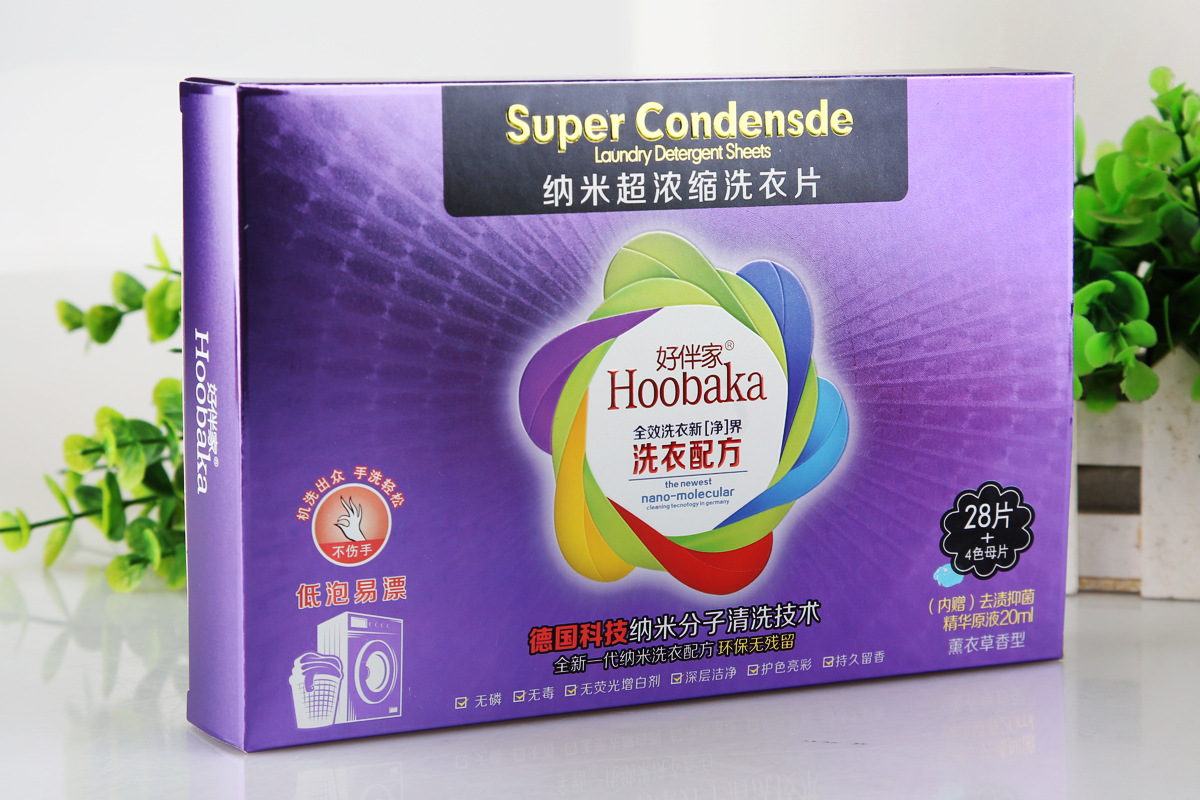 Super Condensde
Laundry Detergent Sheets
纳米超浓缩洗衣片
好伴家®
Hoobaka
全效洗衣新[净]界
洗衣配方
the newest
nano-molecular
cleaning tecnotogy in germany
好伴家®
Hoobaka
机洗出众 手洗轻松
不伤手
低泡易漂
28片
+
4色母片
(内赠)去渍抑菌
精华原液20ml
薰衣草香型
德国科技纳米分子清洗技术
全新一代纳米洗衣配方 环保无残留
☑ 无磷 ☑ 无毒 ☑ 无荧光增白剂 ☑ 深层洁净 ☑ 护色亮彩 ☑ 持久留香